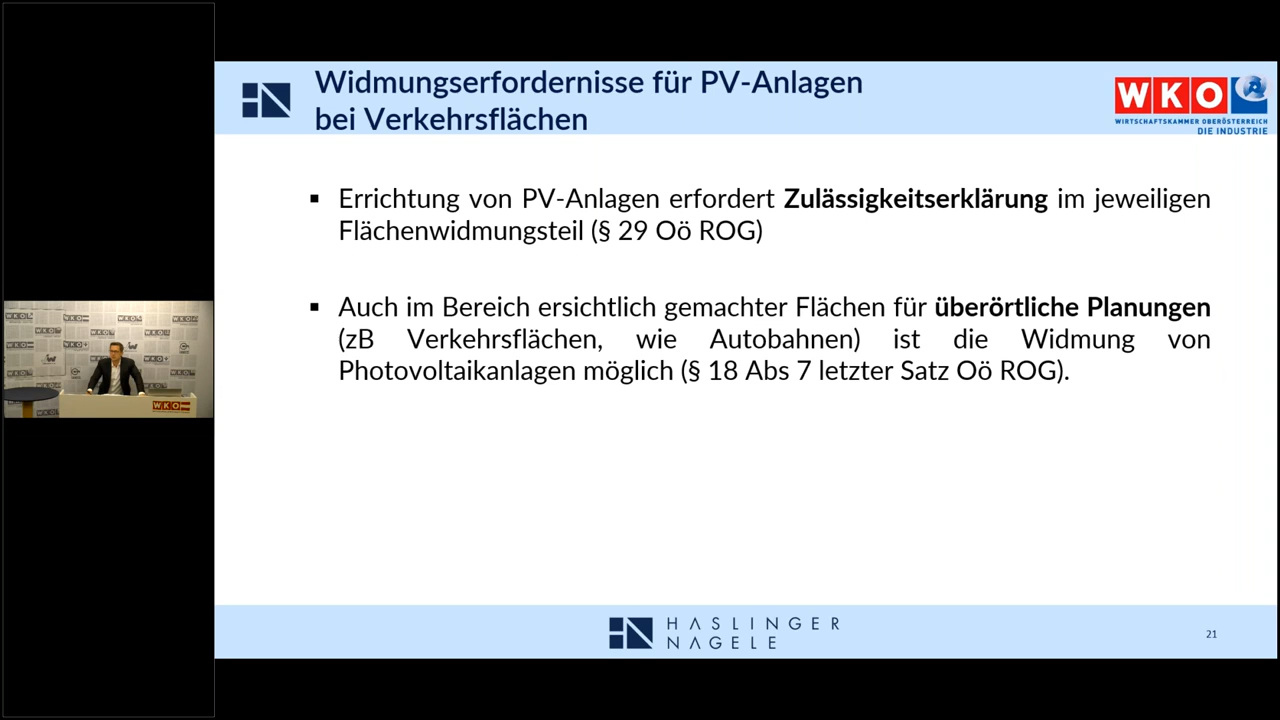 Widmungserfordernisse für PV-Anlagen
bei Verkehrsflächen
WKO
WIRTSCHAFTSKAMMER OBERÖSTERREICH
DIE INDUSTRIE
▪ Errichtung von PV-Anlagen erfordert Zulässigkeitserklärung im jeweiligen
Flächenwidmungsteil (§ 29 Oö ROG)
▪ Auch im Bereich ersichtlich gemachter Flächen für überörtliche Planungen
(zB Verkehrsflächen, wie Autobahnen) ist die Widmung von
Photovoltaikanlagen möglich (§ 18 Abs 7 letzter Satz Oö ROG).
WKO
HASLINGER
NAGELE
21